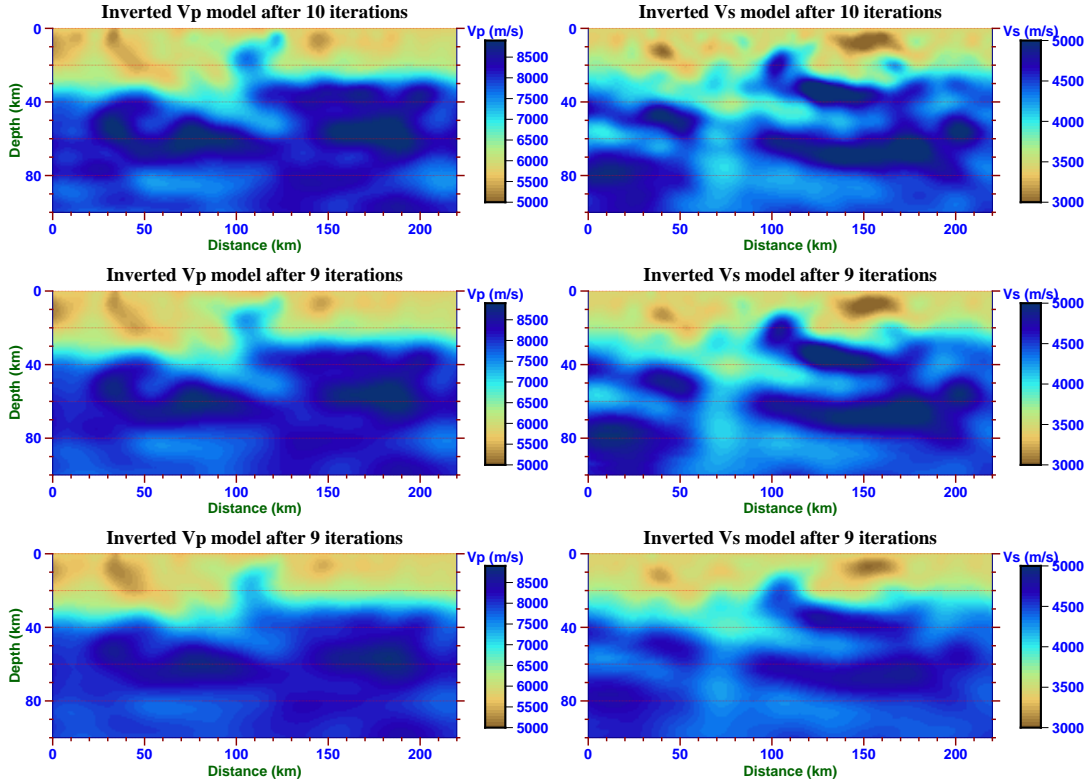 Inverted Vp model after 10 iterations
Inverted Vs model after 10 iterations
Vp (m/s)
Vs (m/s)
0
40
80
Depth (km)
0 50 100 150 200
Distance (km)
8500
8000
7500
7000
6500
6000
5500
5000
0
40
80
0 50 100 150 200
Distance (km)
5000
4500
4000
3500
3000
Inverted Vp model after 9 iterations
Inverted Vs model after 9 iterations
Vp (m/s)
Vs (m/s)
0
40
80
Depth (km)
0 50 100 150 200
Distance (km)
8500
8000
7500
7000
6500
6000
5500
5000
0
40
80
0 50 100 150 200
Distance (km)
5000
4500
4000
3500
3000
Inverted Vp model after 9 iterations
Inverted Vs model after 9 iterations
Vp (m/s)
Vs (m/s)
0
40
80
Depth (km)
0 50 100 150 200
Distance (km)
8500
8000
7500
7000
6500
6000
5500
5000
0
40
80
0 50 100 150 200
Distance (km)
5000
4500
4000
3500
3000